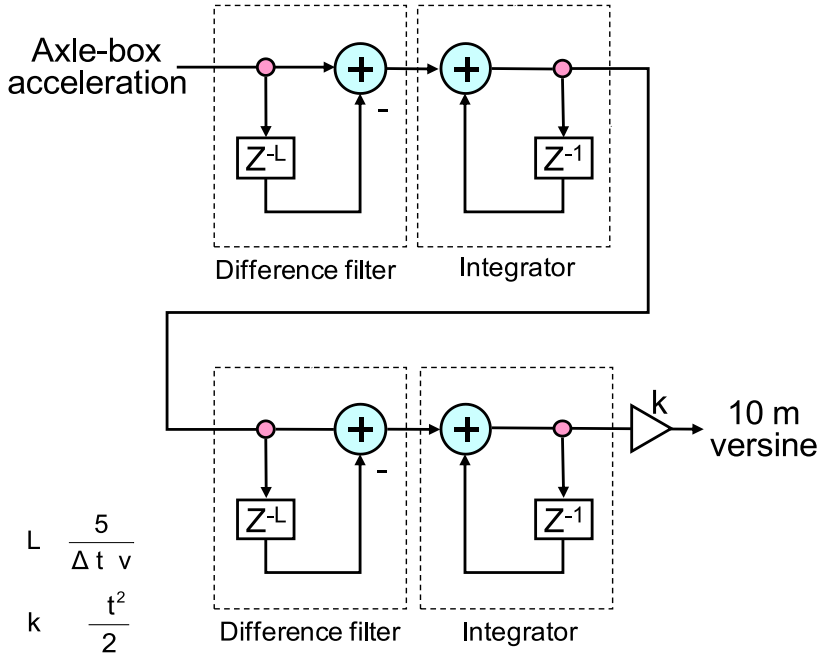 Axle-box
acceleration
+
+
-
Z-L
Z-1
Difference filter
Integrator
k
+
+
10 m
versine
-
Z-L
Z-1
L 5
Δ t v
k t2
2
Difference filter
Integrator